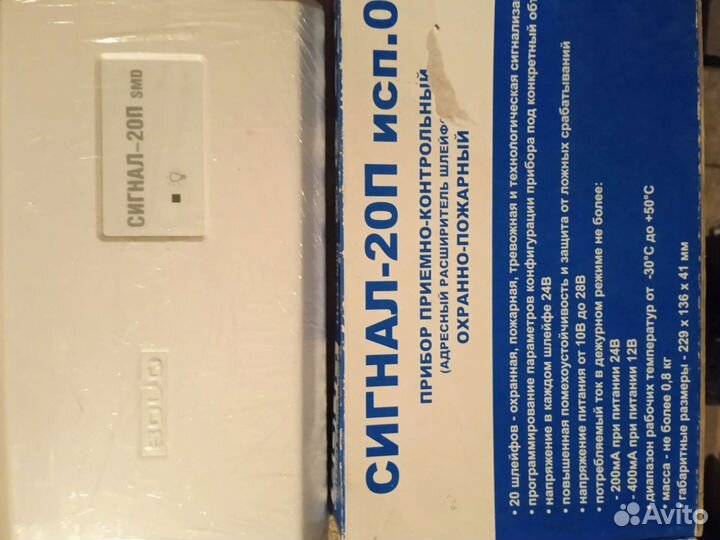 СИГНАЛ-20П SMD
BOLID
СИГНАЛ-20П исп.0
ПРИБОР ПРИЕМНО-КОНТРОЛЬНЫЙ
(АДРЕСНЫЙ РАСШИРИТЕЛЬ
ОХРАННО-ПОЖАРНЫЙ
• 20 шлейфов - охранная, пожарная, тревожная и технологическая
• программирование параметров конфигурации прибора под конкретный
• напряжение в каждом шлейфе 24В
• повышенная помехоустойчивость и защита от ложных срабатываний
• напряжение питания от 10В до 28В
• потребляемый ток в дежурном режиме не более:
- 200мА при питании 24В
- 400мА при питании 12В
• диапазон рабочих температур от -30°С до +50°С
• масса - не более 0,8 кг
• габаритные размеры - 229 х 136 х 41 мм
Avito